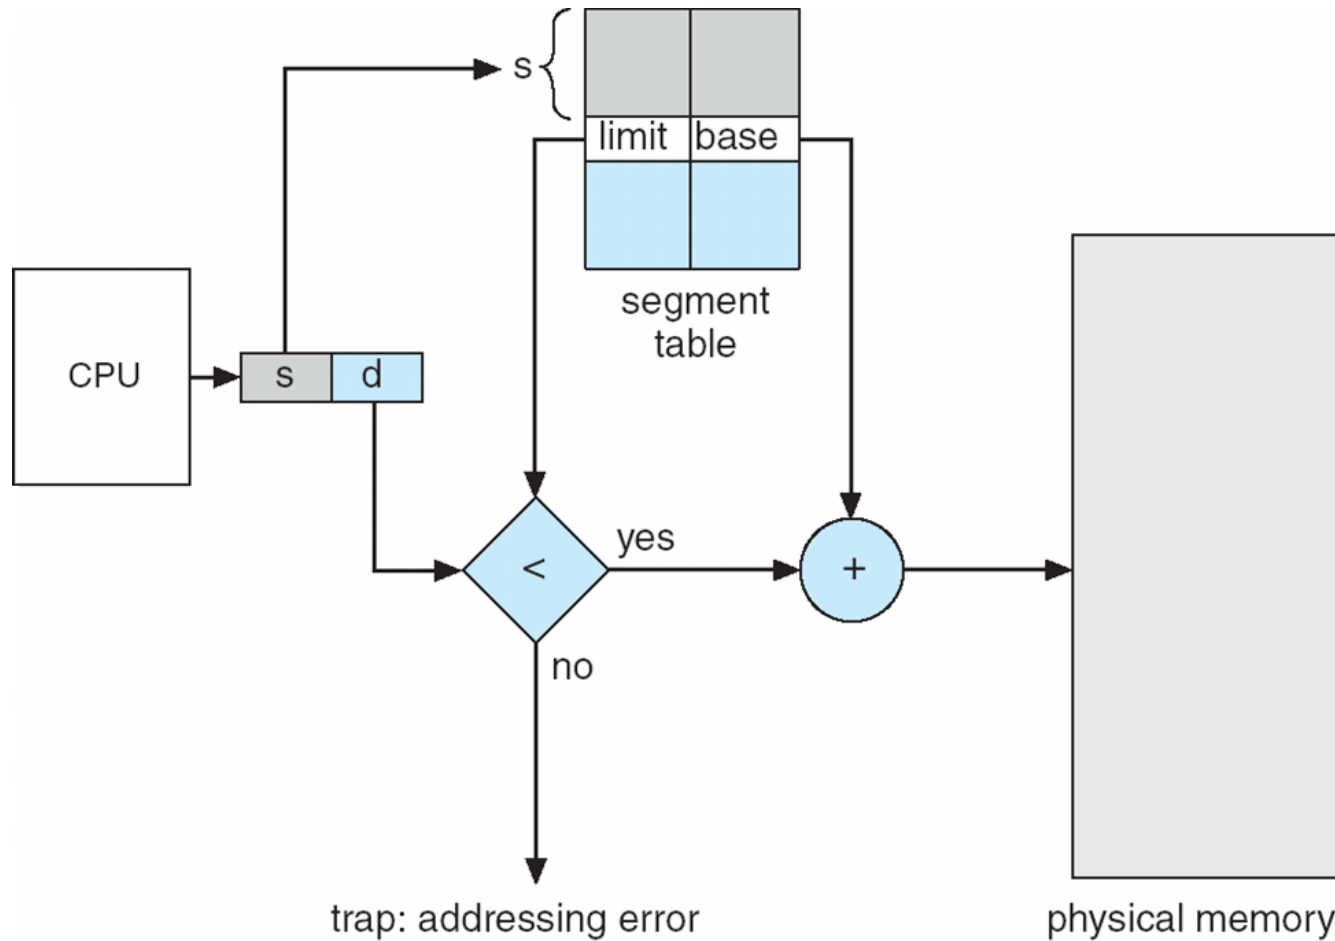 s
limit base
segment
table
CPU
s d
yes
<
+
no
trap: addressing error
physical memory